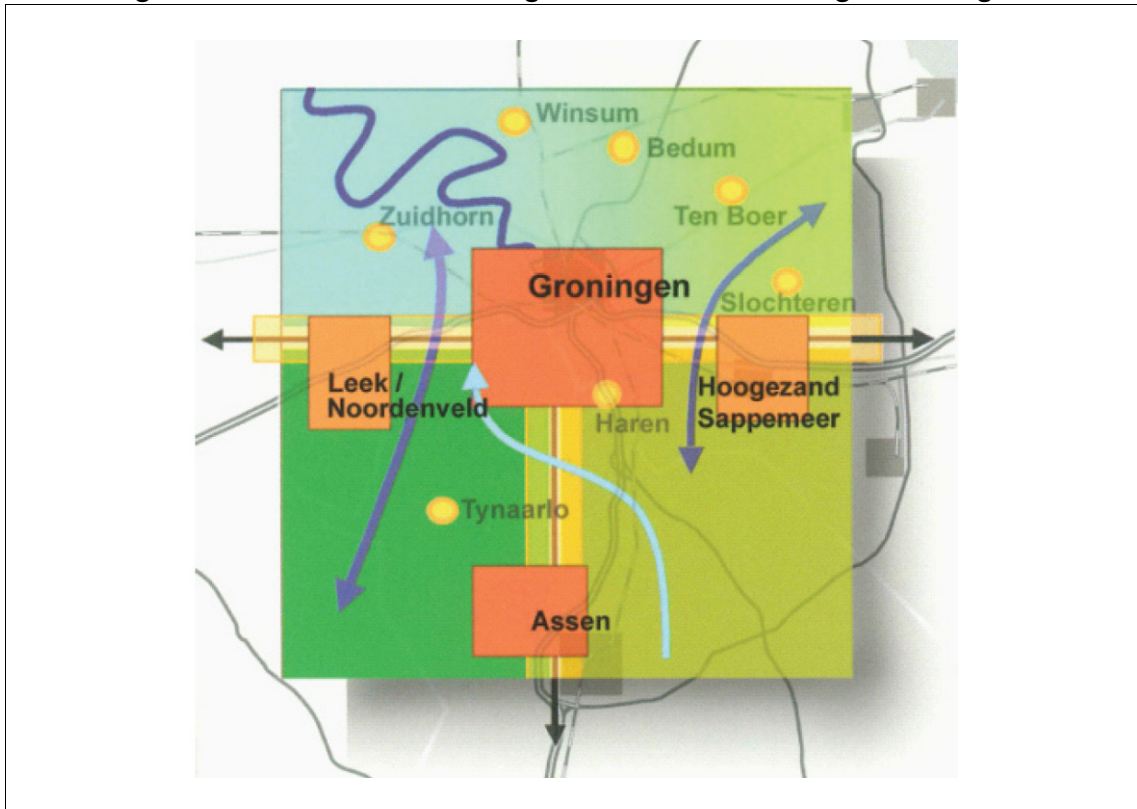 Winsum
Bedum
Zuidhorn
Ten Boer
Groningen
Slochteren
Leek /
Noordenveld
Hoogezand
Sappemeer
Haren
Tynaarlo
Assen